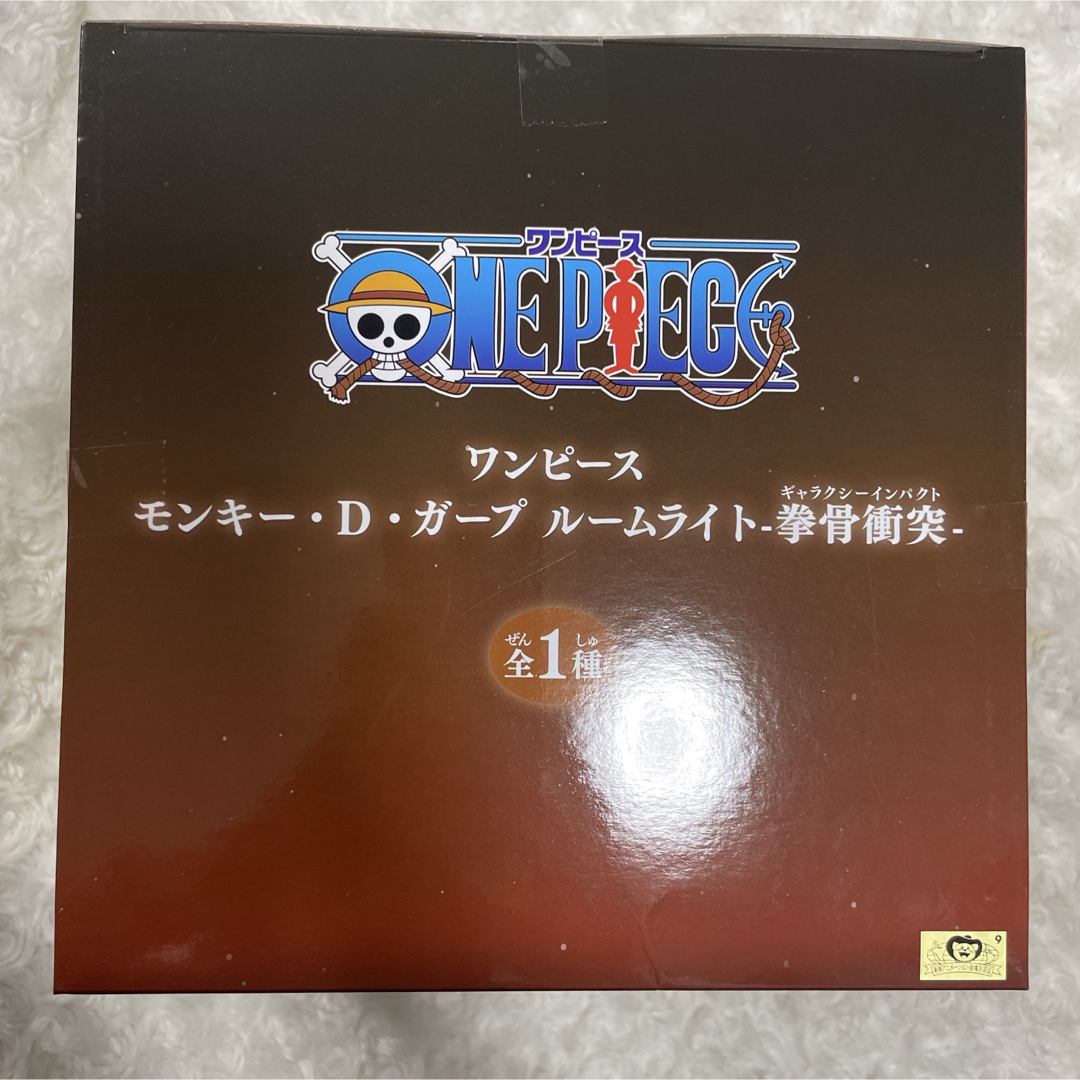 ワンピース
ONE PIECE
ワンピース
ギャラクシーインパクト
モンキー・D・ガープ ルームライト-拳骨衝突-
ぜん しゅ
全1種
9